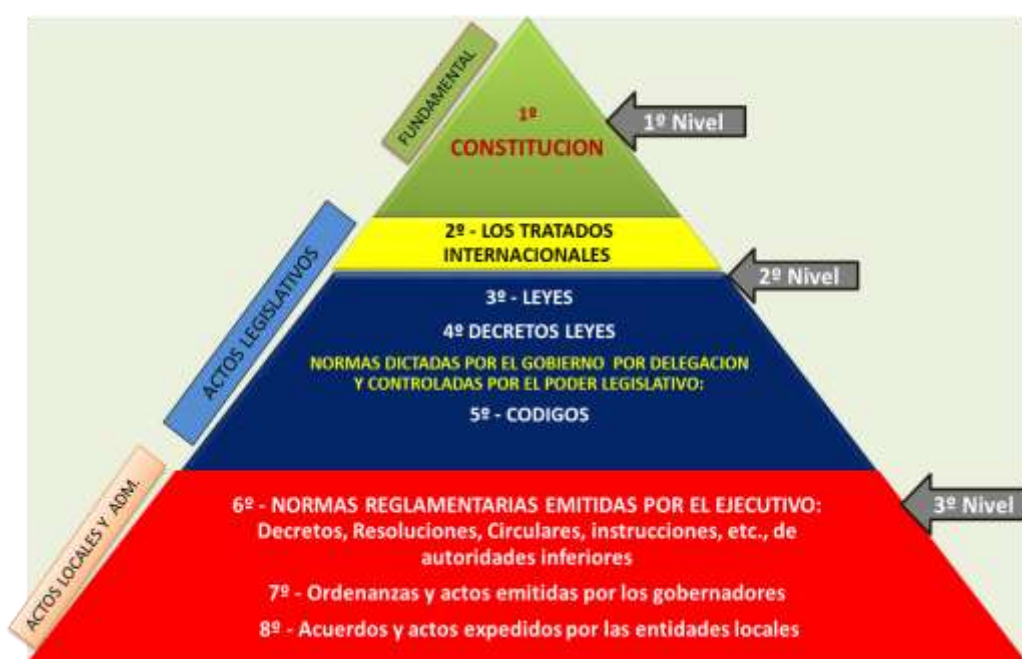 FUNDAMENTAL
1º
CONSTITUCION
1º Nivel
2º - LOS TRATADOS
INTERNACIONALES
2º Nivel
ACTOS LEGISLATIVOS
3º - LEYES
4º DECRETOS LEYES
NORMAS DICTADAS POR EL GOBIERNO POR DELEGACION
Y CONTROLADAS POR EL PODER LEGISLATIVO:
5º - CODIGOS
ACTOS LOCALES Y ADM.
3º Nivel
6º - NORMAS REGLAMENTARIAS EMITIDAS POR EL EJECUTIVO:
Decretos, Resoluciones, Circulares, instrucciones, etc., de
autoridades inferiores
7º - Ordenanzas y actos emitidos por los gobernadores
8º - Acuerdos y actos expedidos por las entidades locales